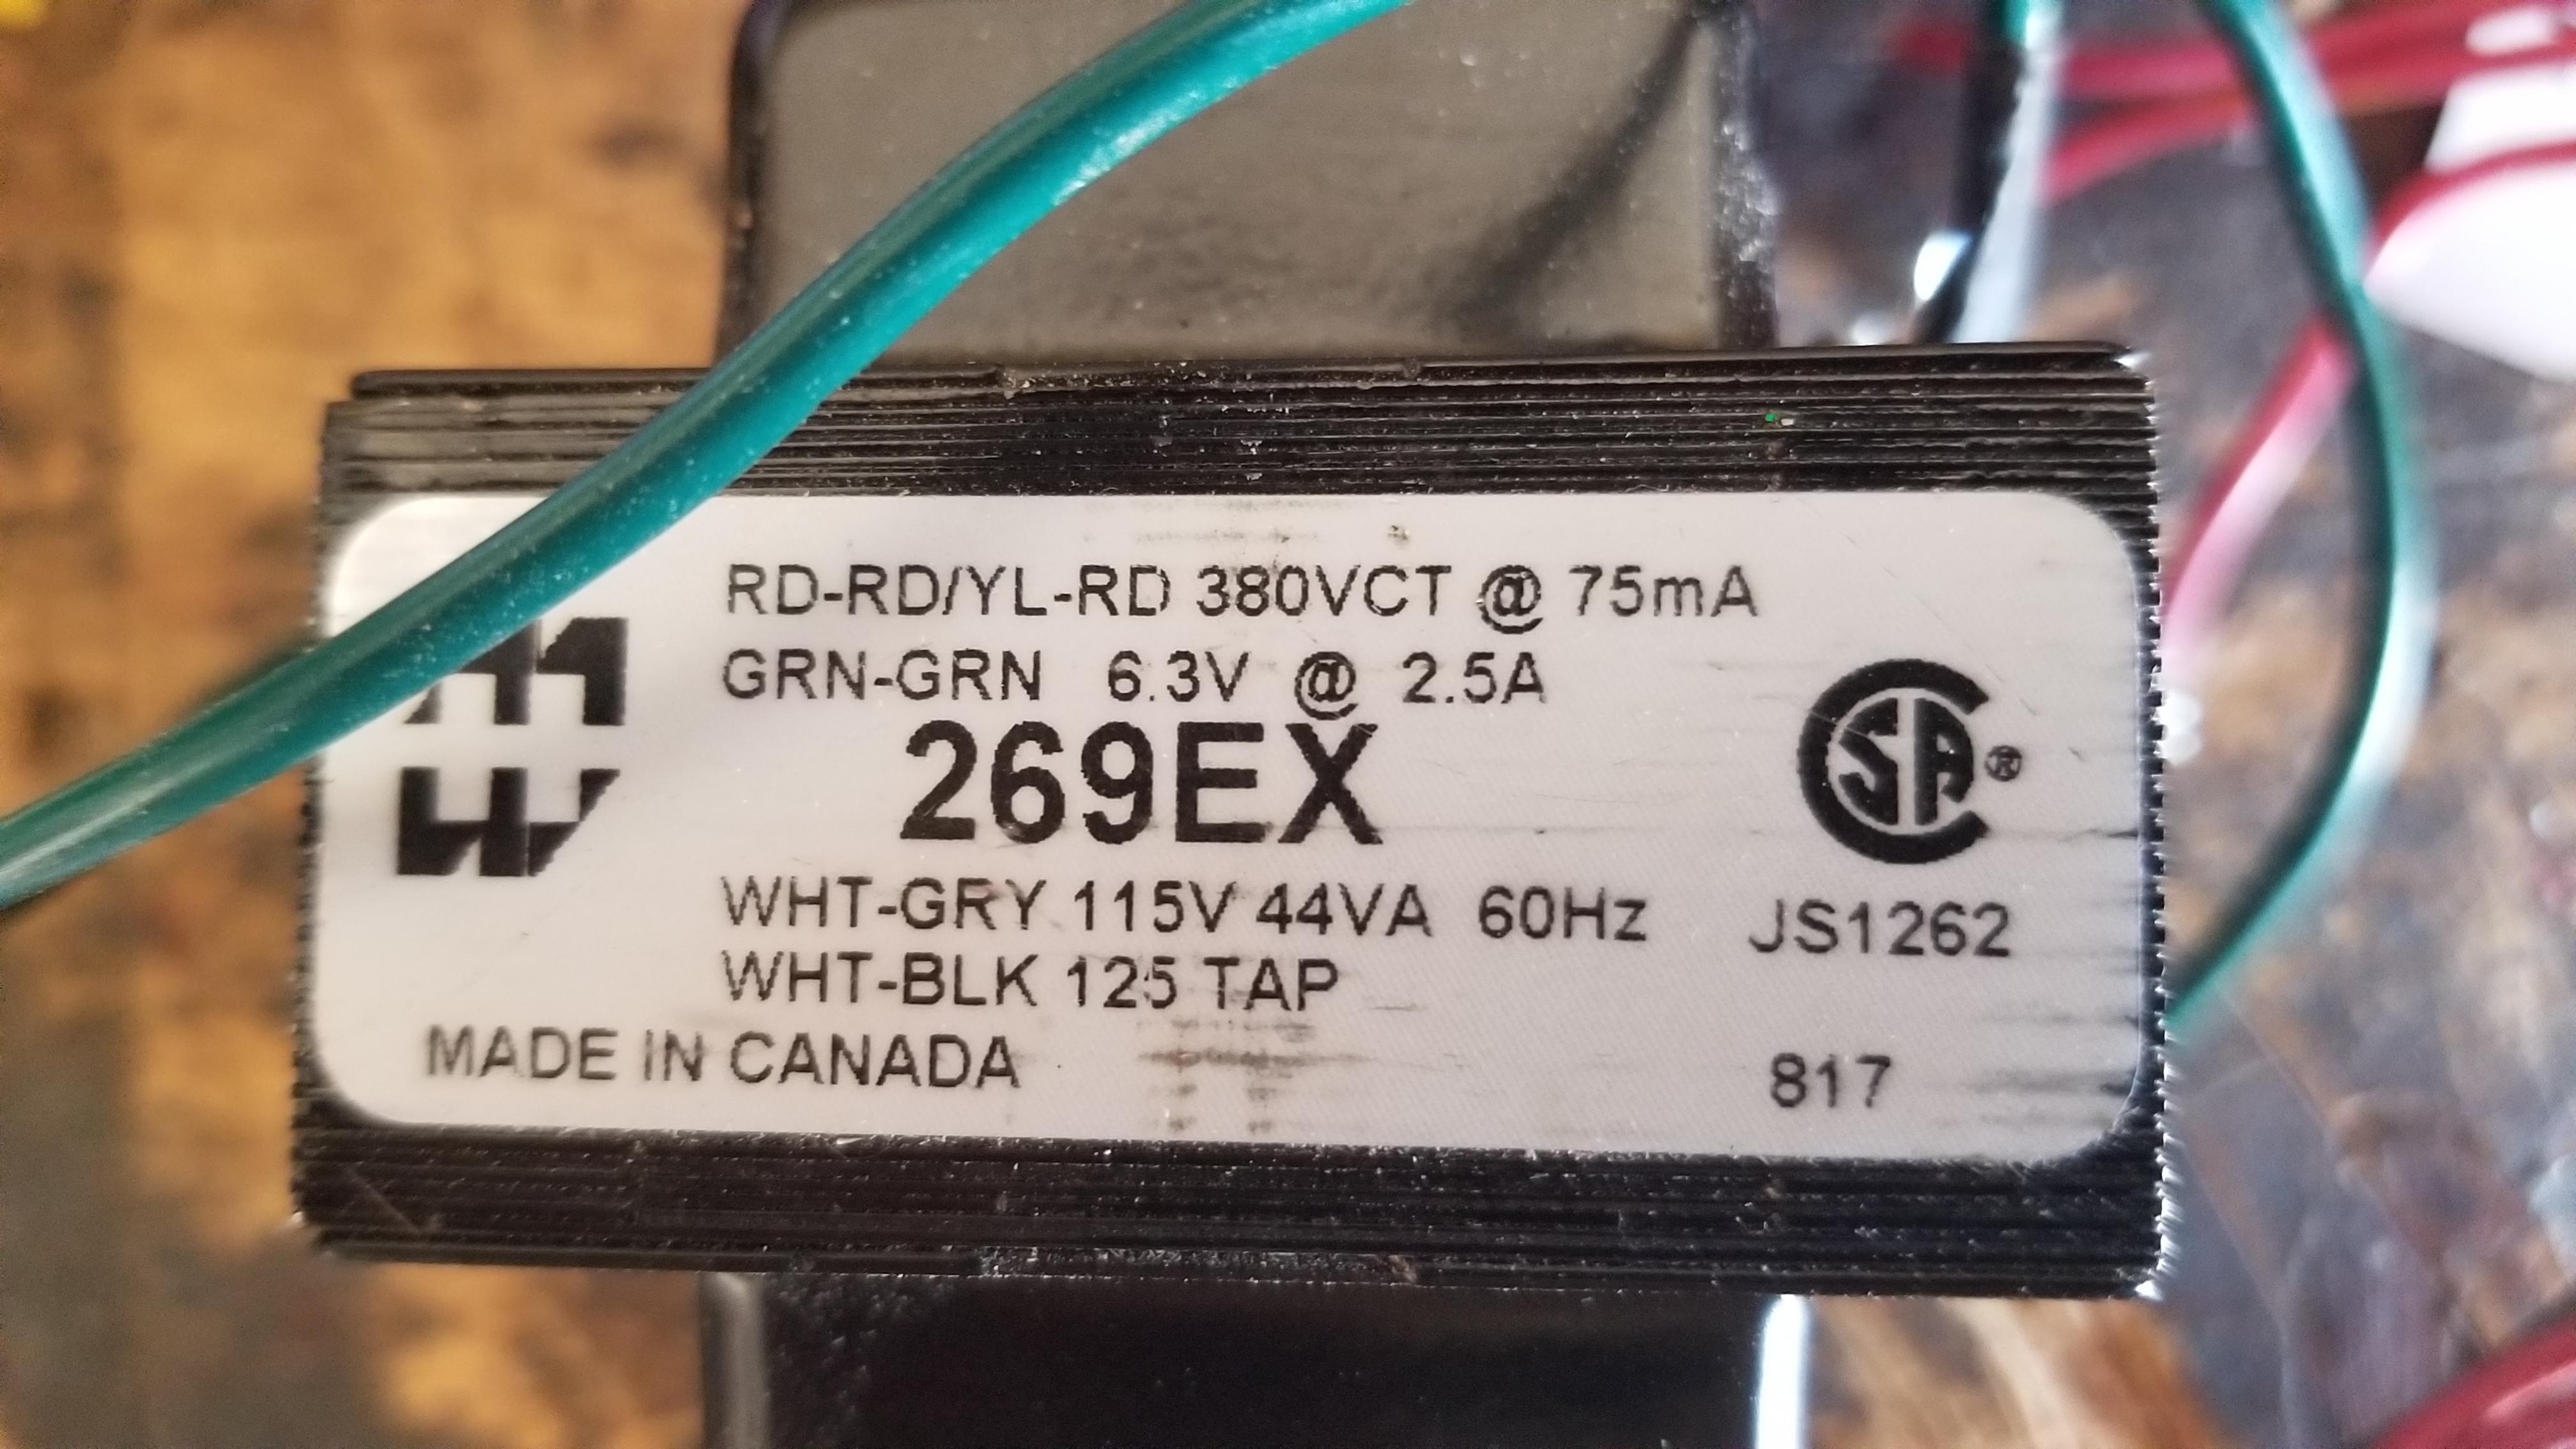 RD-RD/YL-RD 380VCT @ 75mA
GRN-GRN 6.3V @ 2.5A
269EX
CSA®
WHT-GRY 115V 44VA 60Hz JS1262
WHT-BLK 125 TAP
MADE IN CANADA
817